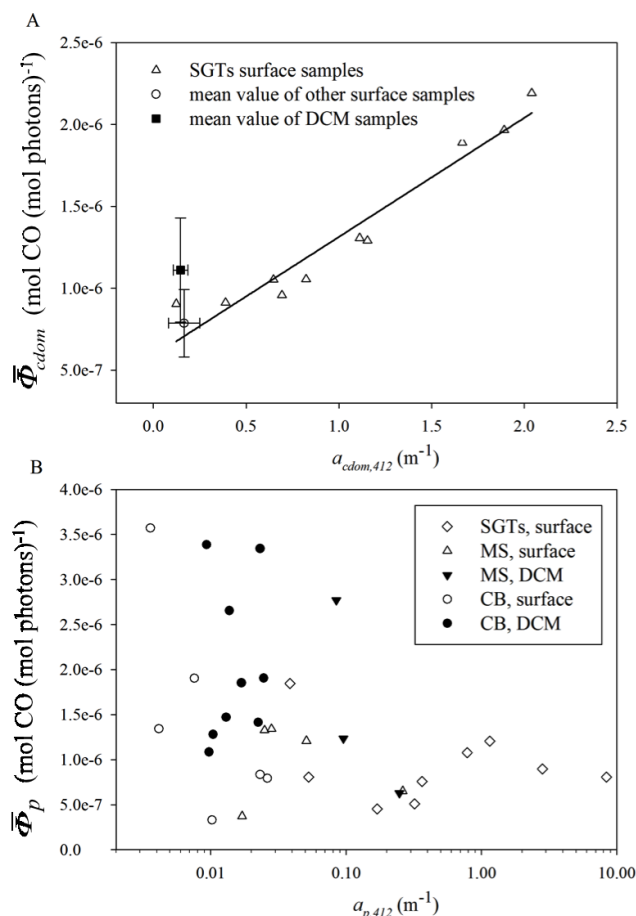 A
2.5e-6
2.0e-6
1.5e-6
1.0e-6
5.0e-7
SGTs surface samples
mean value of other surface samples
mean value of DCM samples
Φ̅cdom (mol CO (mol photons)-1)
0.0 0.5 1.0 1.5 2.0 2.5
acdom,412 (m-1)
B
4.0e-6
3.5e-6
3.0e-6
2.5e-6
2.0e-6
1.5e-6
1.0e-6
5.0e-7
0.0
SGTs, surface
MS, surface
MS, DCM
CB, surface
CB, DCM
Φ̅p (mol CO (mol photons)-1)
0.01 0.10 1.00 10.00
ap,412 (m-1)